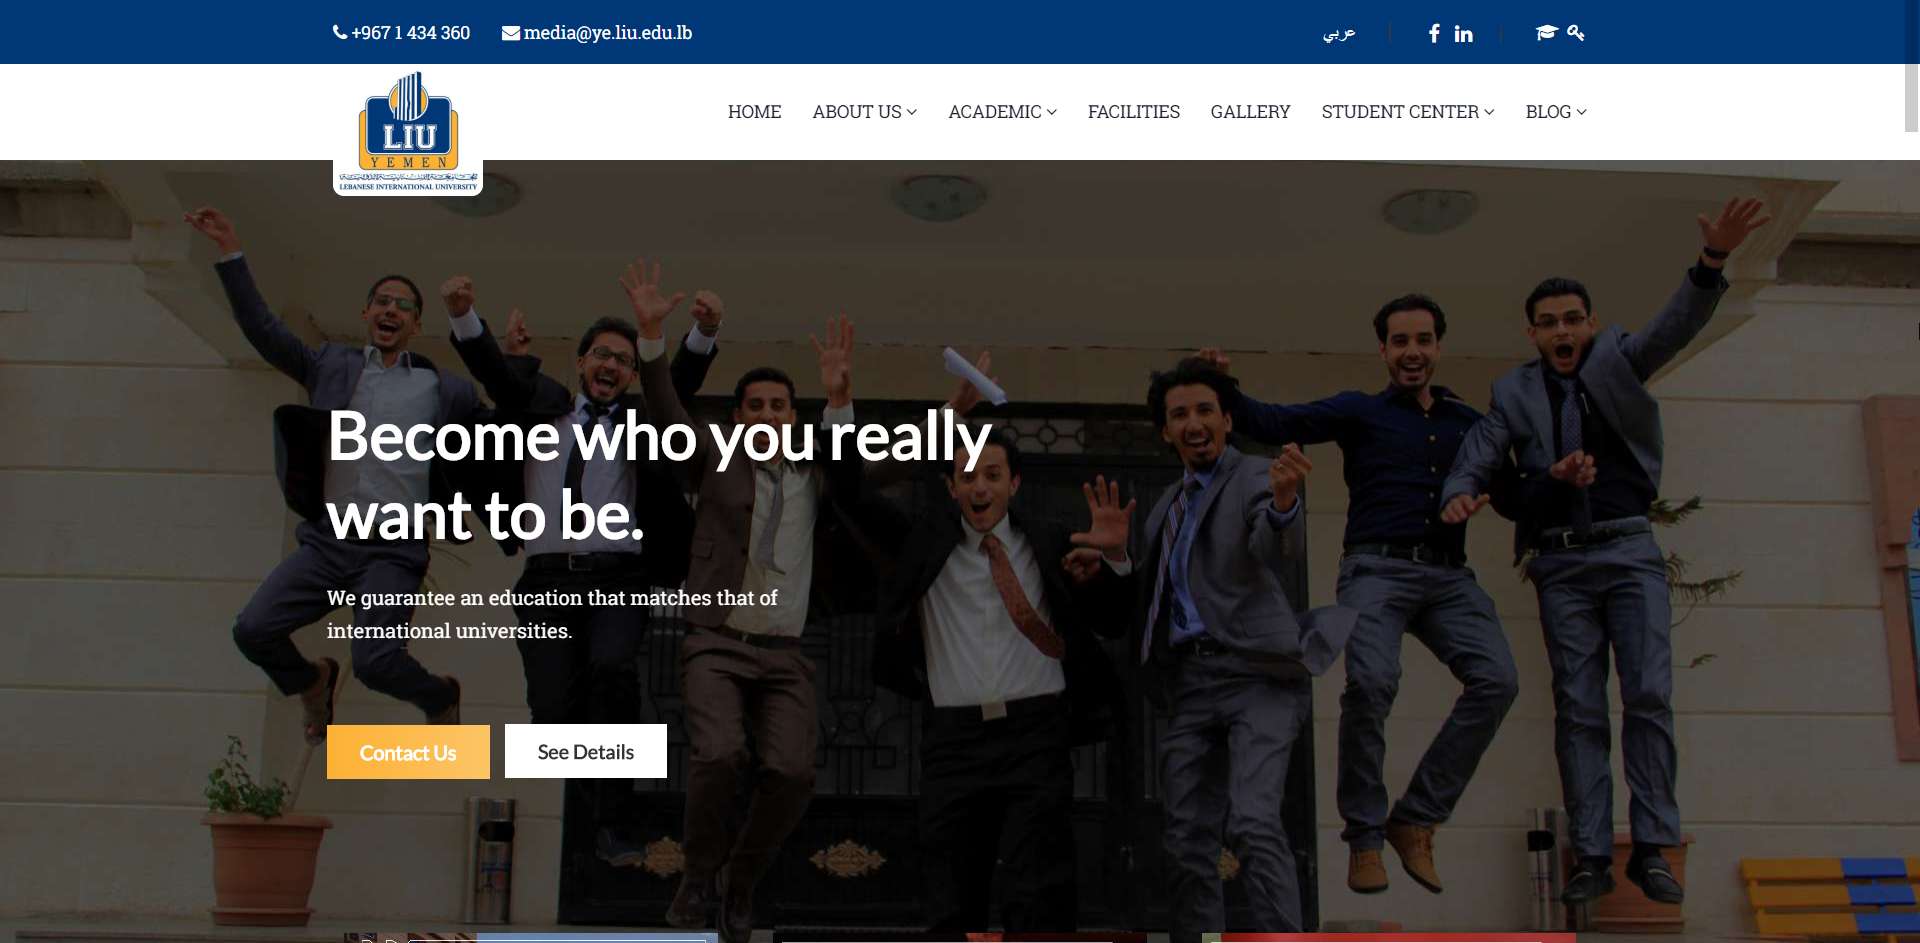 +967 1 434 360
media@ye.liu.edu.lb
عربي
LIU
YEMEN
LEBANESE INTERNATIONAL UNIVERSITY
HOME
ABOUT US
ACADEMIC
FACILITIES
GALLERY
STUDENT CENTER
BLOG
Become who you really
want to be.
We guarantee an education that matches that of
international universities.
Contact Us
See Details